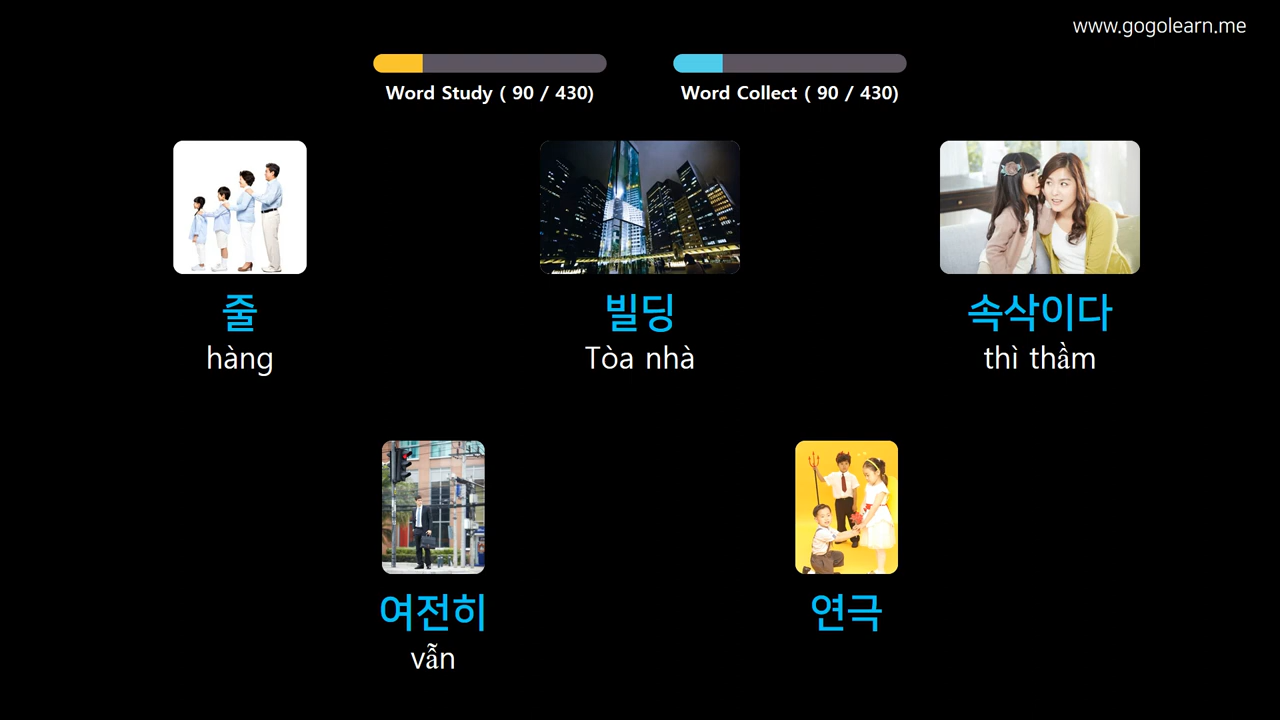 www.gogolearn.me
Word Study ( 90 / 430)
Word Collect ( 90 / 430)
줄
hàng
빌딩
Tòa nhà
속삭이다
thì thầm
여전히
vẫn
연극